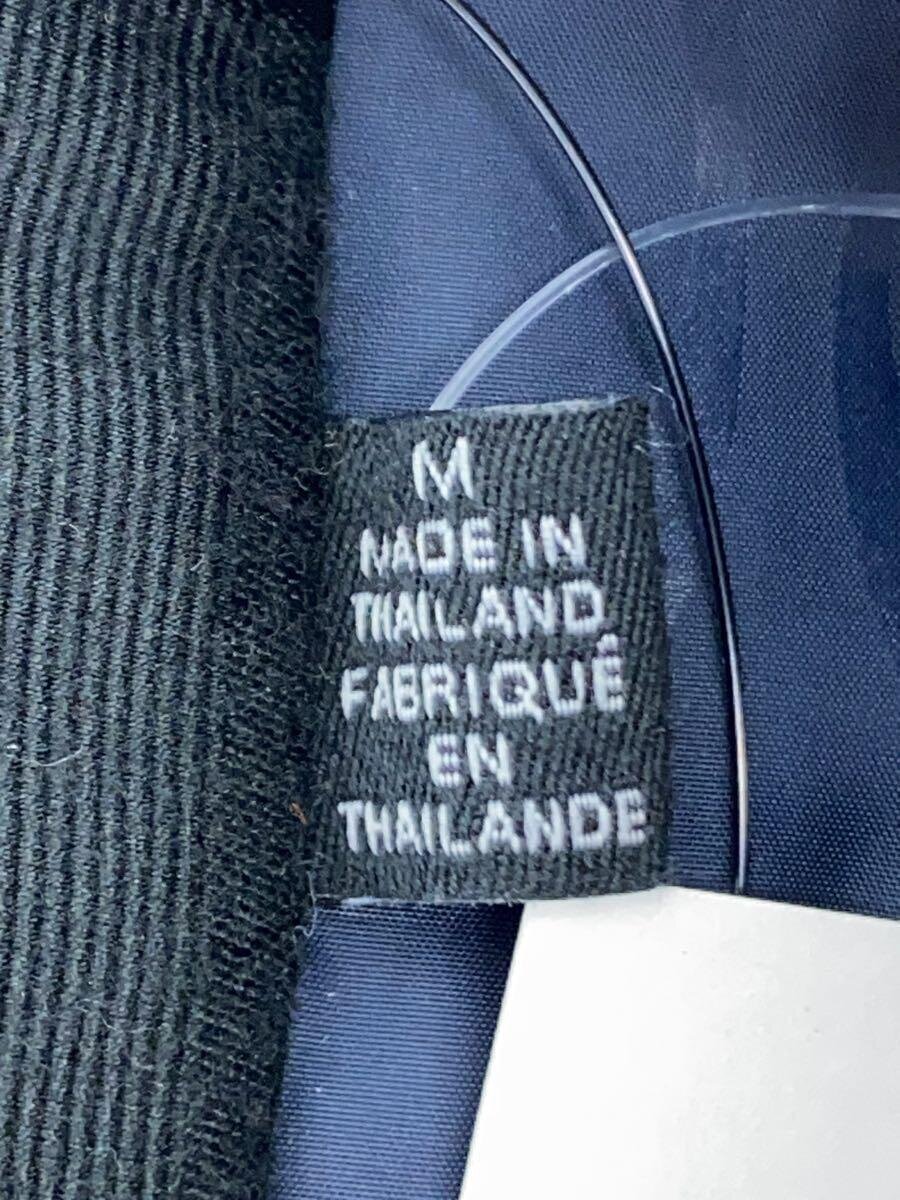 M
MADE IN
THAILAND
FABRIQUÉ
EN
THAILANDE